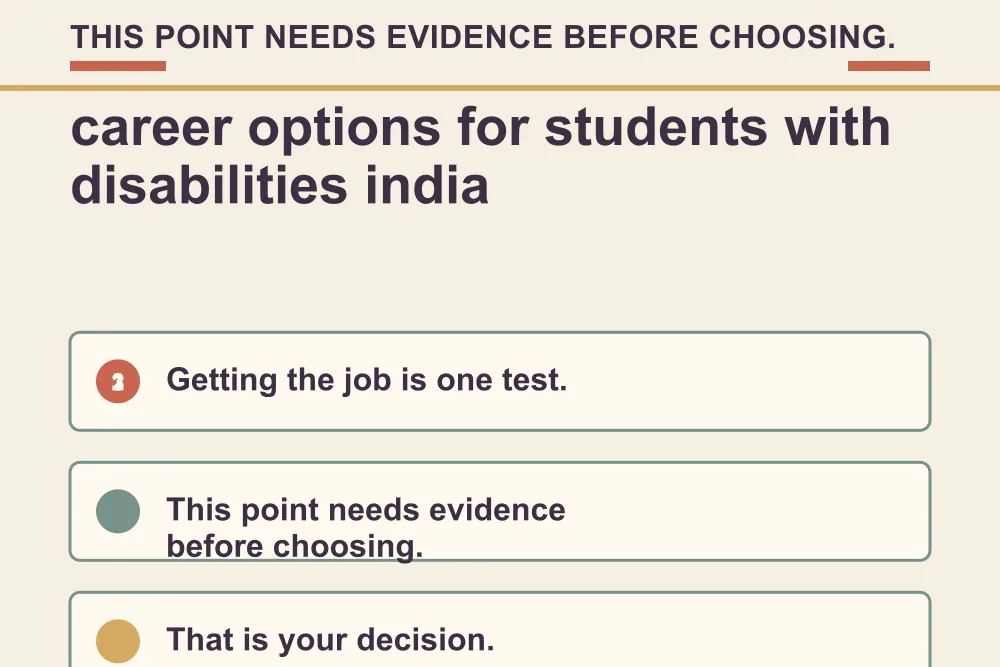 THIS POINT NEEDS EVIDENCE BEFORE CHOOSING.
career options for students with
disabilities india
Getting the job is one test.
This point needs evidence
before choosing.
That is your decision.